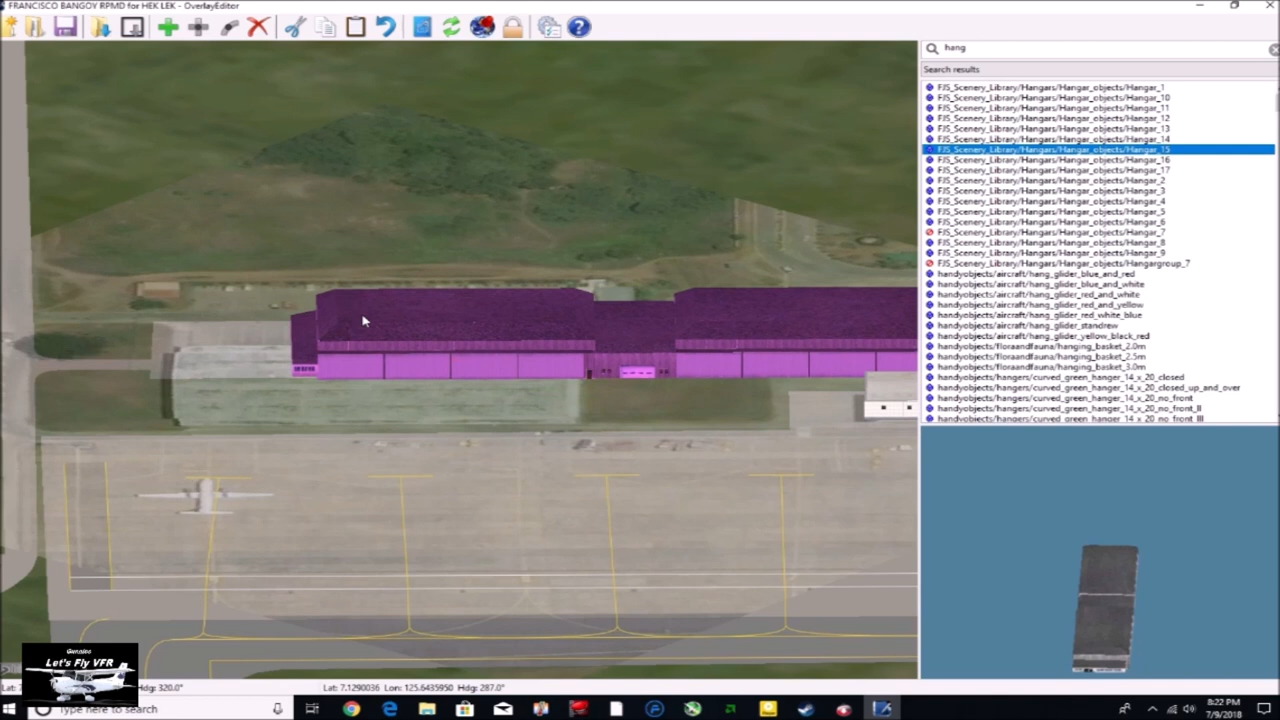 FRANCISCO BANGOY RPMD for HEK LEK - OverlayEditor
hang
Search results
FJS_Scenery_Library/Hangars/Hangar_objects/Hangar_1
FJS_Scenery_Library/Hangars/Hangar_objects/Hangar_10
FJS_Scenery_Library/Hangars/Hangar_objects/Hangar_11
FJS_Scenery_Library/Hangars/Hangar_objects/Hangar_12
FJS_Scenery_Library/Hangars/Hangar_objects/Hangar_13
FJS_Scenery_Library/Hangars/Hangar_objects/Hangar_14
FJS_Scenery_Library/Hangars/Hangar_objects/Hangar_15
FJS_Scenery_Library/Hangars/Hangar_objects/Hangar_16
FJS_Scenery_Library/Hangars/Hangar_objects/Hangar_17
FJS_Scenery_Library/Hangars/Hangar_objects/Hangar_2
FJS_Scenery_Library/Hangars/Hangar_objects/Hangar_3
FJS_Scenery_Library/Hangars/Hangar_objects/Hangar_4
FJS_Scenery_Library/Hangars/Hangar_objects/Hangar_5
FJS_Scenery_Library/Hangars/Hangar_objects/Hangar_6
FJS_Scenery_Library/Hangars/Hangar_objects/Hangar_7
FJS_Scenery_Library/Hangars/Hangar_objects/Hangar_8
FJS_Scenery_Library/Hangars/Hangar_objects/Hangar_9
FJS_Scenery_Library/Hangars/Hangar_objects/Hangargroup_7
handyobjects/aircraft/hang_glider_blue_and_red
handyobjects/aircraft/hang_glider_blue_and_white
handyobjects/aircraft/hang_glider_red_and_white
handyobjects/aircraft/hang_glider_red_and_yellow
handyobjects/aircraft/hang_glider_red_white_blue
handyobjects/aircraft/hang_glider_standrew
handyobjects/aircraft/hang_glider_yellow_black_red
handyobjects/floraandfauna/hanging_basket_2.0m
handyobjects/floraandfauna/hanging_basket_2.5m
handyobjects/floraandfauna/hanging_basket_3.0m
handyobjects/hangers/curved_green_hanger_14_x_20_closed
handyobjects/hangers/curved_green_hanger_14_x_20_closed_up_and_over
handyobjects/hangers/curved_green_hanger_14_x_20_no_front
handyobjects/hangers/curved_green_hanger_14_x_20_no_front_II
handyobjects/hangers/curved_green_hanger_14_x_20_no_front_III
Let's Fly VFR
Lat: 7 Hdg: 320.0° Lat: 7.1290036 Lon: 125.6435950 Hdg: 287.0°
Type here to search
8:22 PM
7/9/2018